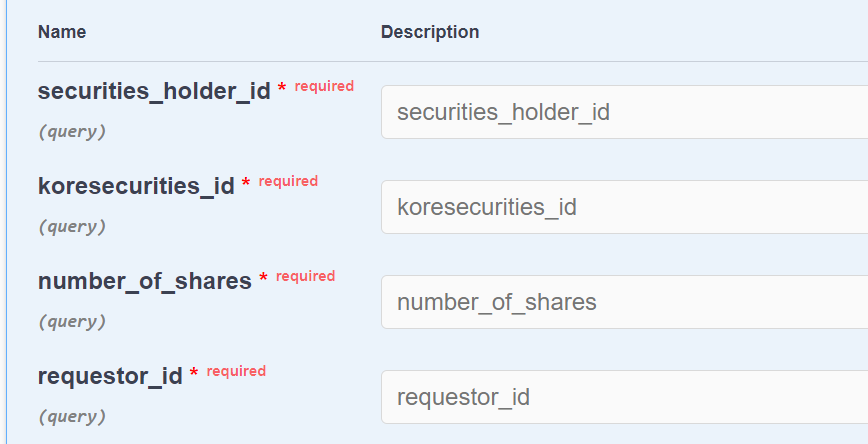 Name Description
securities_holder_id * required
securities_holder_id
(query)
koresecurities_id * required
koresecurities_id
(query)
number_of_shares * required
number_of_shares
(query)
requestor_id * required
requestor_id
(query)